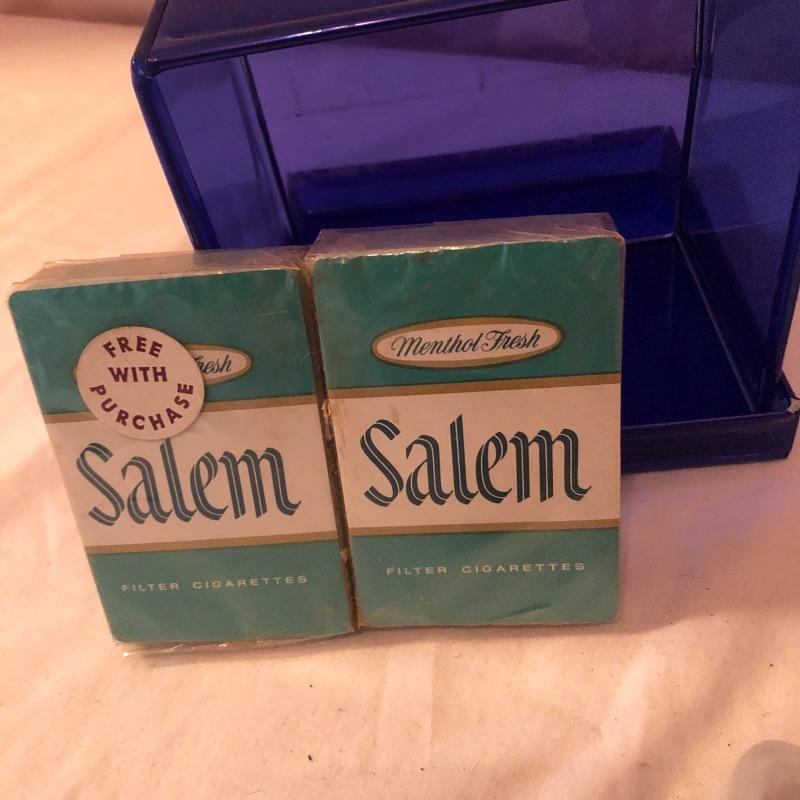 FREE
WITH
PURCHASE
resh
Salem
FILTER CIGARETTES
Menthol Fresh
Salem
FILTER CIGARETTES